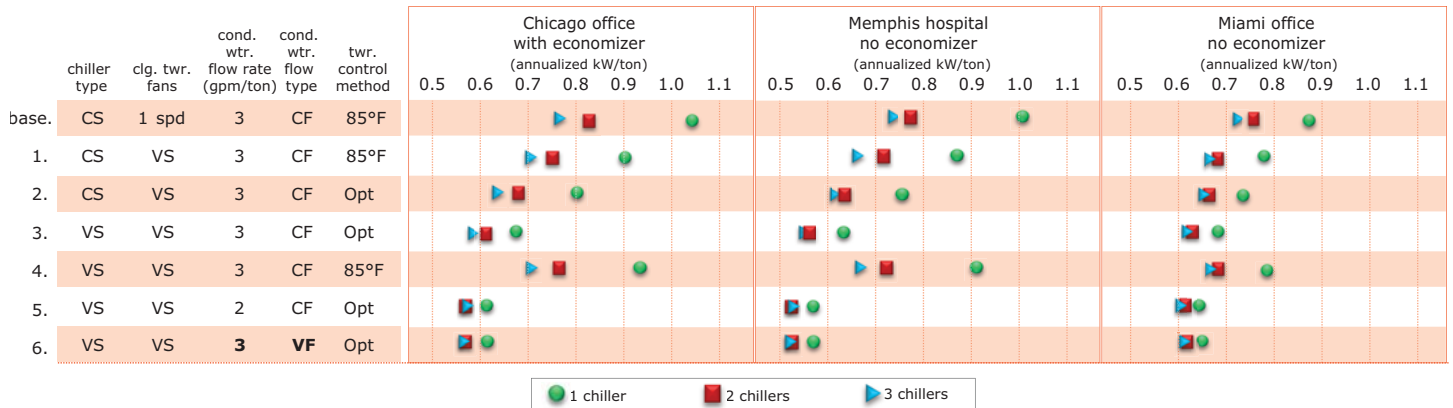 Chicago office
with economizer
(annualized kW/ton)
Memphis hospital
no economizer
(annualized kW/ton)
Miami office
no economizer
(annualized kW/ton)
chiller
type
clg. twr.
fans
cond.
wtr.
flow rate
(gpm/ton)
cond.
wtr.
flow
type
twr.
control
method
0.5 0.6 0.7 0.8 0.9 1.0 1.1
0.5 0.6 0.7 0.8 0.9 1.0 1.1
0.5 0.6 0.7 0.8 0.9 1.0 1.1
base. CS 1 spd 3 CF 85°F
1. CS VS 3 CF 85°F
2. CS VS 3 CF Opt
3. VS VS 3 CF Opt
4. VS VS 3 CF 85°F
5. VS VS 2 CF Opt
6. VS VS 3 VF Opt
1 chiller 2 chillers 3 chillers